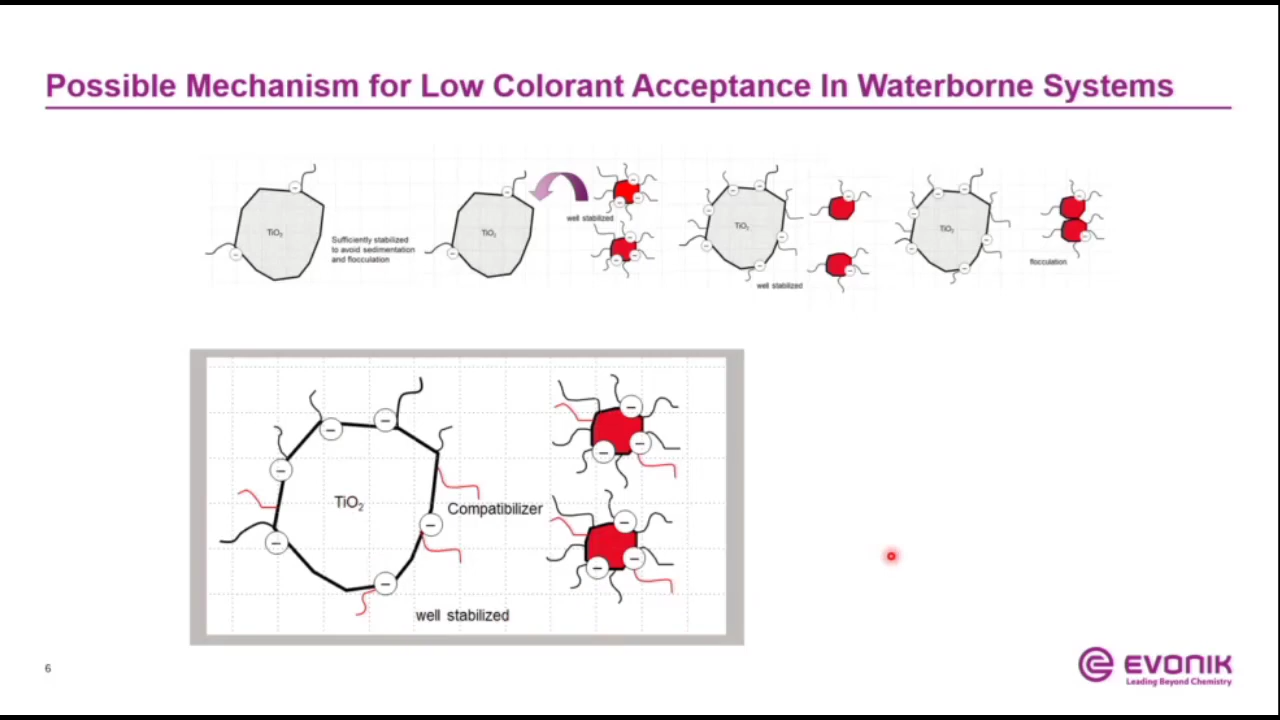 Possible Mechanism for Low Colorant Acceptance In Waterborne Systems
TiO₂
Sufficiently stabilized
to avoid sedimentation
and flocculation
TiO₂
well stabilized
TiO₂
well stabilized
TiO₂
flocculation
TiO₂
Compatibilizer
well stabilized
6
EVONIK
Leading Beyond Chemistry